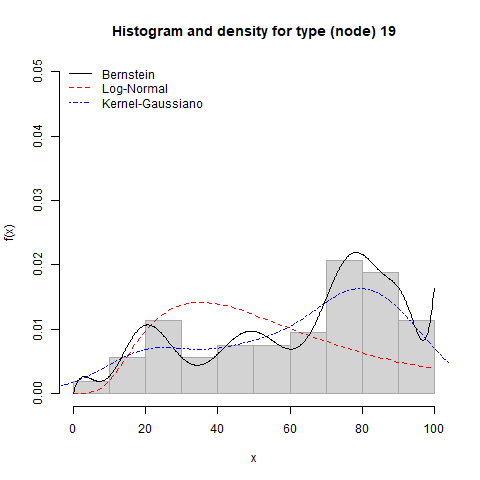 Histogram and density for type (node) 19
Bernstein
Log-Normal
Kernel-Gaussiano
f(x)
0.05
0.04
0.03
0.02
0.01
0.00
0 20 40 60 80 100
x